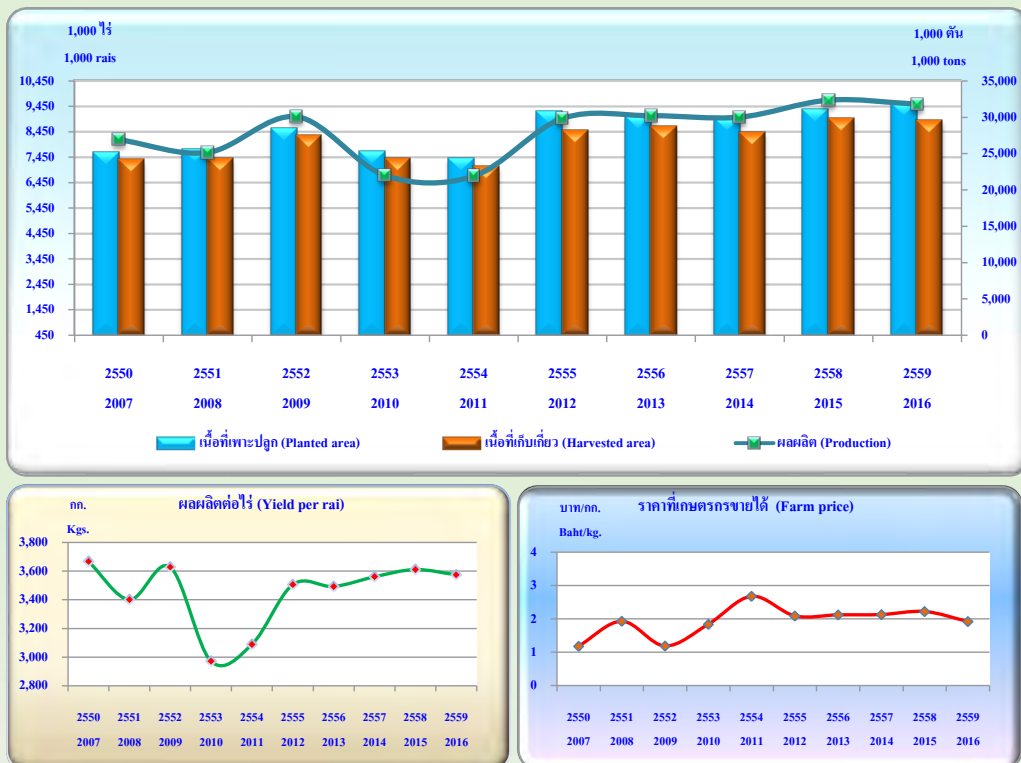 1,000 ไร่ 1,000 ตัน
1,000 rais 1,000 tons
10,450 35,000
9,450 30,000
8,450 25,000
7,450 20,000
6,450 15,000
5,450 10,000
4,450 5,000
3,450 0
2,450
1,450
450
2550 2551 2552 2553 2554 2555 2556 2557 2558 2559
2007 2008 2009 2010 2011 2012 2013 2014 2015 2016
เนื้อที่เพาะปลูก (Planted area) เนื้อที่เก็บเกี่ยว (Harvested area) ผลผลิต (Production)
กก. ผลผลิตต่อไร่ (Yield per rai)
Kgs.
3,800
3,600
3,400
3,200
3,000
2,800
2550 2551 2552 2553 2554 2555 2556 2557 2558 2559
2007 2008 2009 2010 2011 2012 2013 2014 2015 2016
บาท/กก. ราคาที่เกษตรกรขายได้ (Farm price)
Baht/kg.
4
3
2
1
0
2550 2551 2552 2553 2554 2555 2556 2557 2558 2559
2007 2008 2009 2010 2011 2012 2013 2014 2015 2016